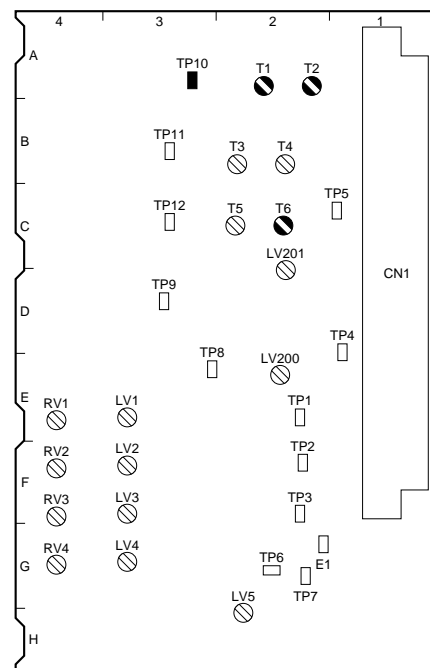 4 3 2 1
A
TP10 T1 T2
B
TP11 T3 T4
TP5
C
TP12 T5 T6
LV201
CN1
TP9
D
TP4
TP8 LV200
E
RV1 LV1 TP1
RV2 LV2 TP2
F
RV3 LV3 TP3
RV4 LV4 TP6 E1
G
TP7
LV5
H